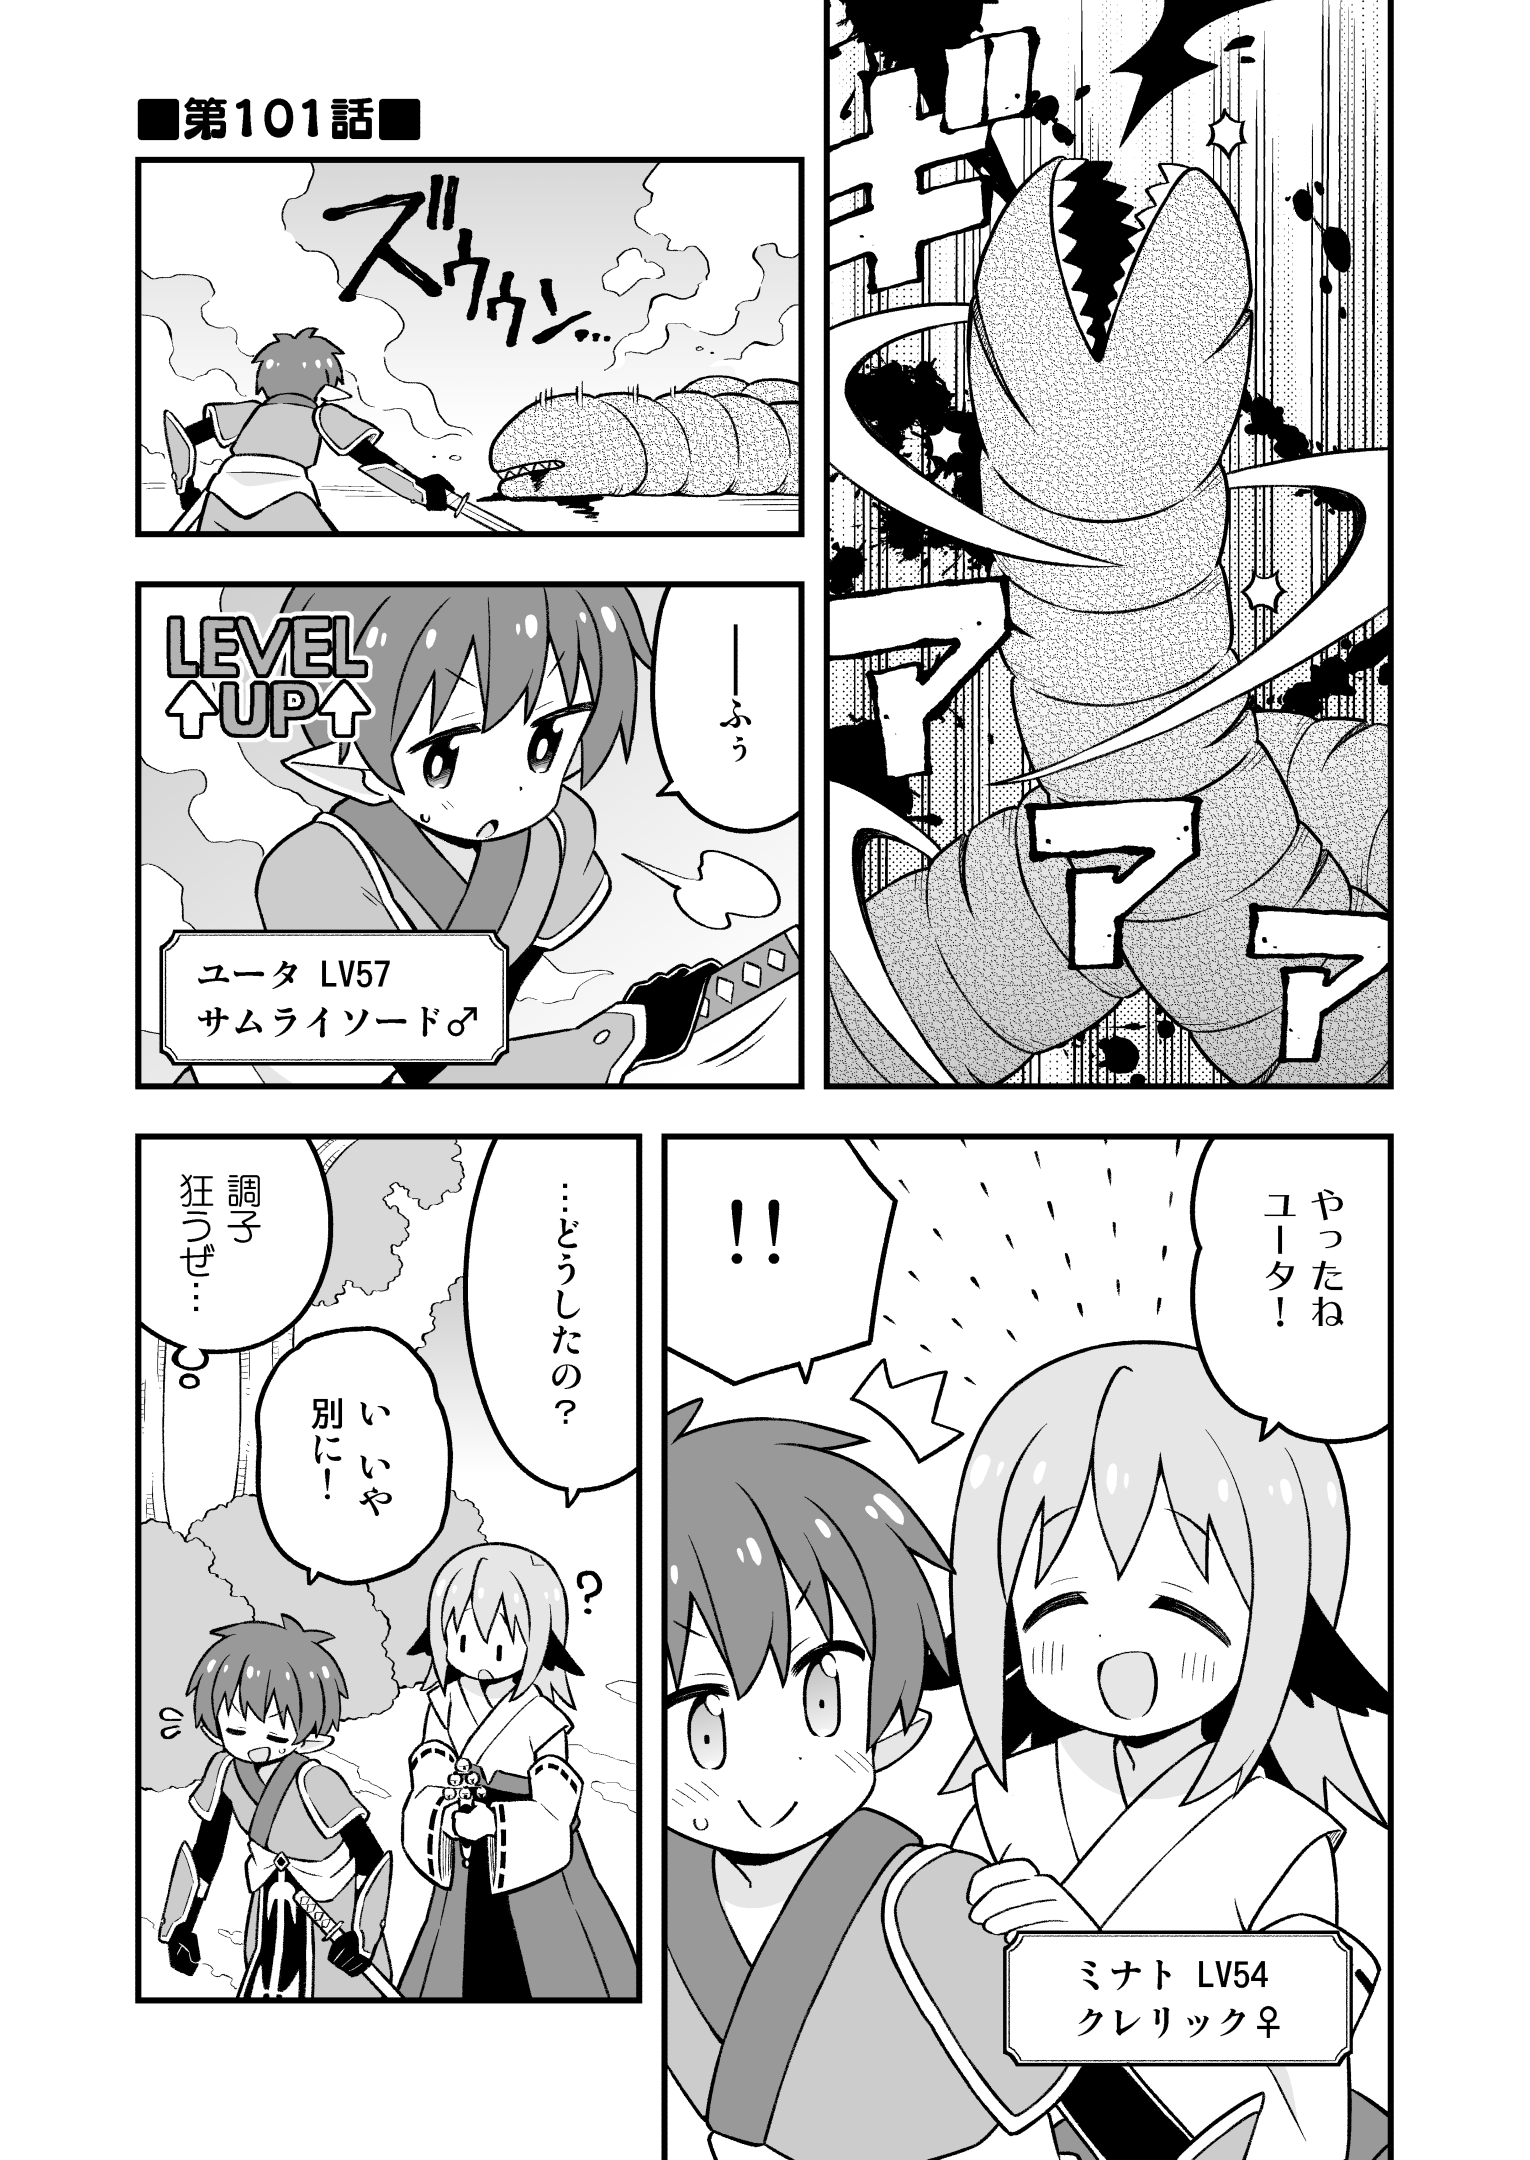 ■第101話■
ギャアアア
ズウウウン…
LEVEL
↑UP↑
――ふぅ
ユータ LV57
サムライソード♂
やったね
ユータ！
！！
ミナト LV54
クレリック♀
…どうしたの？
い いや
別に！
調子
狂うぜ…
？